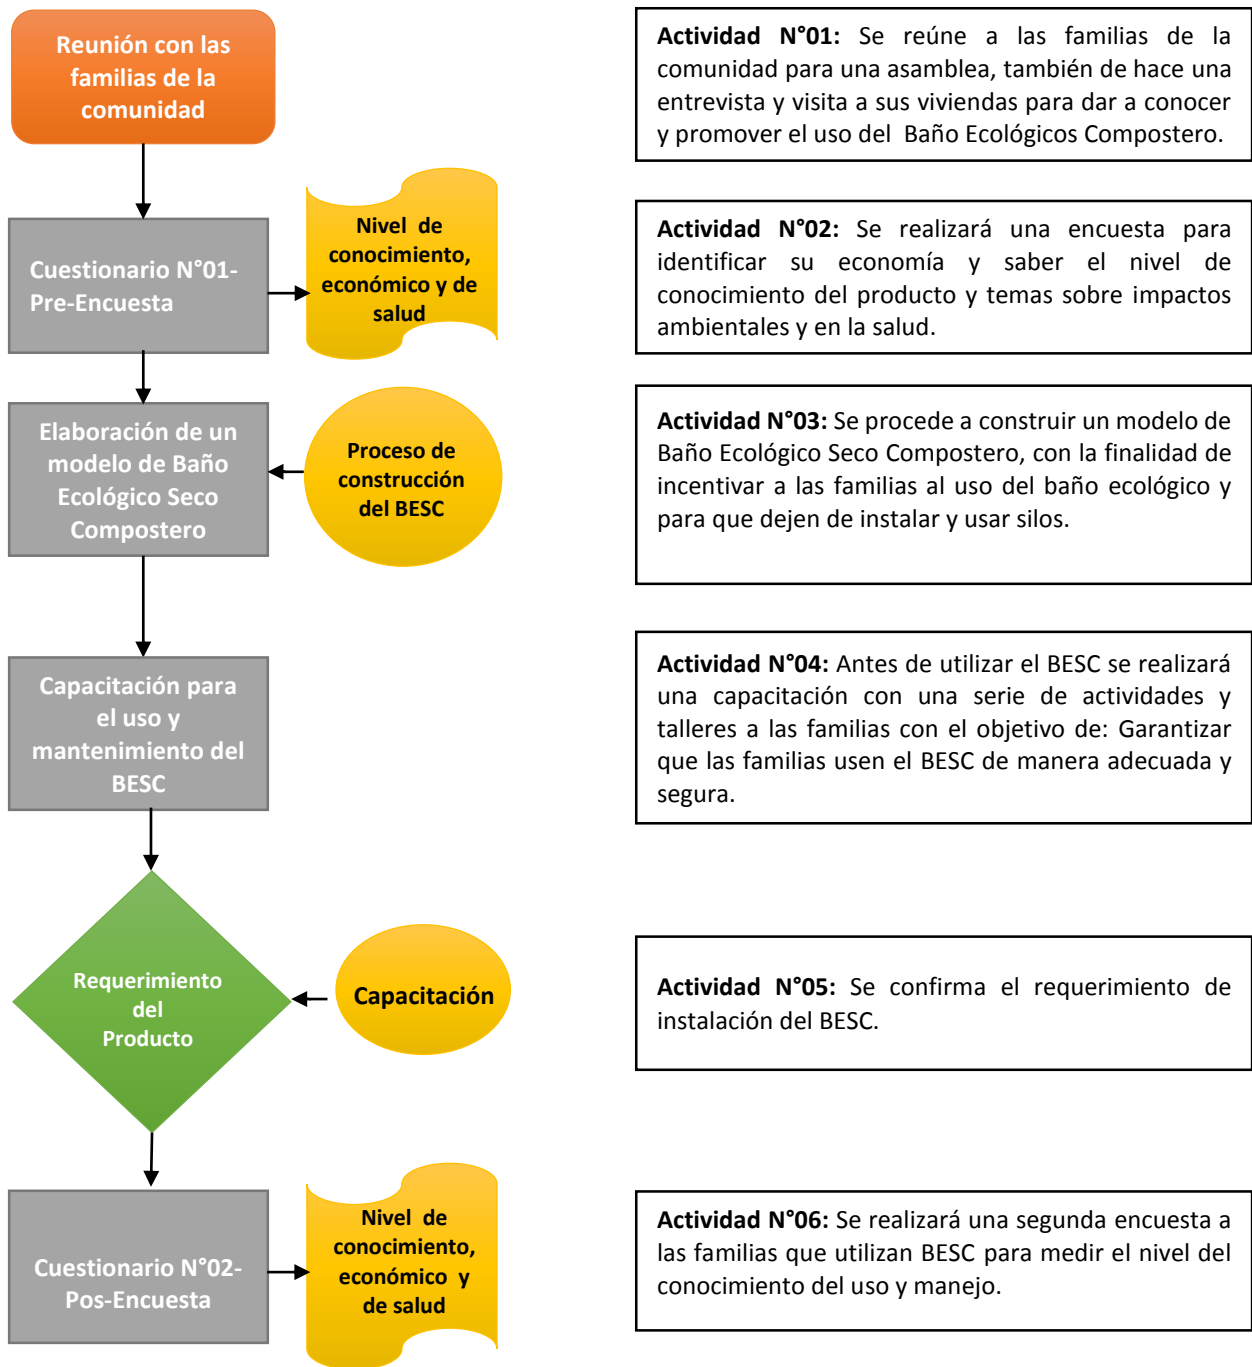 Reunión con las
familias de la
comunidad
Actividad N°01: Se reúne a las familias de la
comunidad para una asamblea, también de hace una
entrevista y visita a sus viviendas para dar a conocer
y promover el uso del Baño Ecológicos Compostero.
Cuestionario N°01-
Pre-Encuesta
Nivel de
conocimiento,
económico y de
salud
Actividad N°02: Se realizará una encuesta para
identificar su economía y saber el nivel de
conocimiento del producto y temas sobre impactos
ambientales y en la salud.
Elaboración de un
modelo de Baño
Ecológico Seco
Compostero
Proceso de
construcción
del BESC
Actividad N°03: Se procede a construir un modelo de
Baño Ecológico Seco Compostero, con la finalidad de
incentivar a las familias al uso del baño ecológico y
para que dejen de instalar y usar silos.
Capacitación para
el uso y
mantenimiento del
BESC
Actividad N°04: Antes de utilizar el BESC se realizará
una capacitación con una serie de actividades y
talleres a las familias con el objetivo de: Garantizar
que las familias usen el BESC de manera adecuada y
segura.
Requerimiento
del
Producto
Capacitación
Actividad N°05: Se confirma el requerimiento de
instalación del BESC.
Cuestionario N°02-
Pos-Encuesta
Nivel de
conocimiento,
económico y
de salud
Actividad N°06: Se realizará una segunda encuesta a
las familias que utilizan BESC para medir el nivel del
conocimiento del uso y manejo.